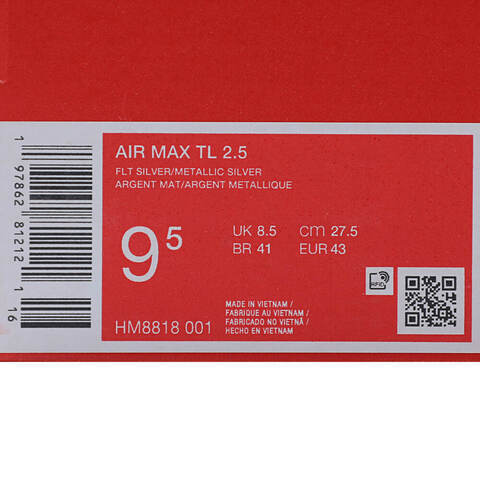 AIR MAX TL 2.5
FLT SILVER/METALLIC SILVER
ARGENT MAT/ARGENT METALLIQUE
9⁵
UK 8.5 cm 27.5
BR 41 EUR 43
RFID
HM8818 001
MADE IN VIETNAM /
FABRIQUE AU VIETNAM /
FABRICADO NO VIETNÃ /
HECHO EN VIETNAM
1 97862 81212 1 16